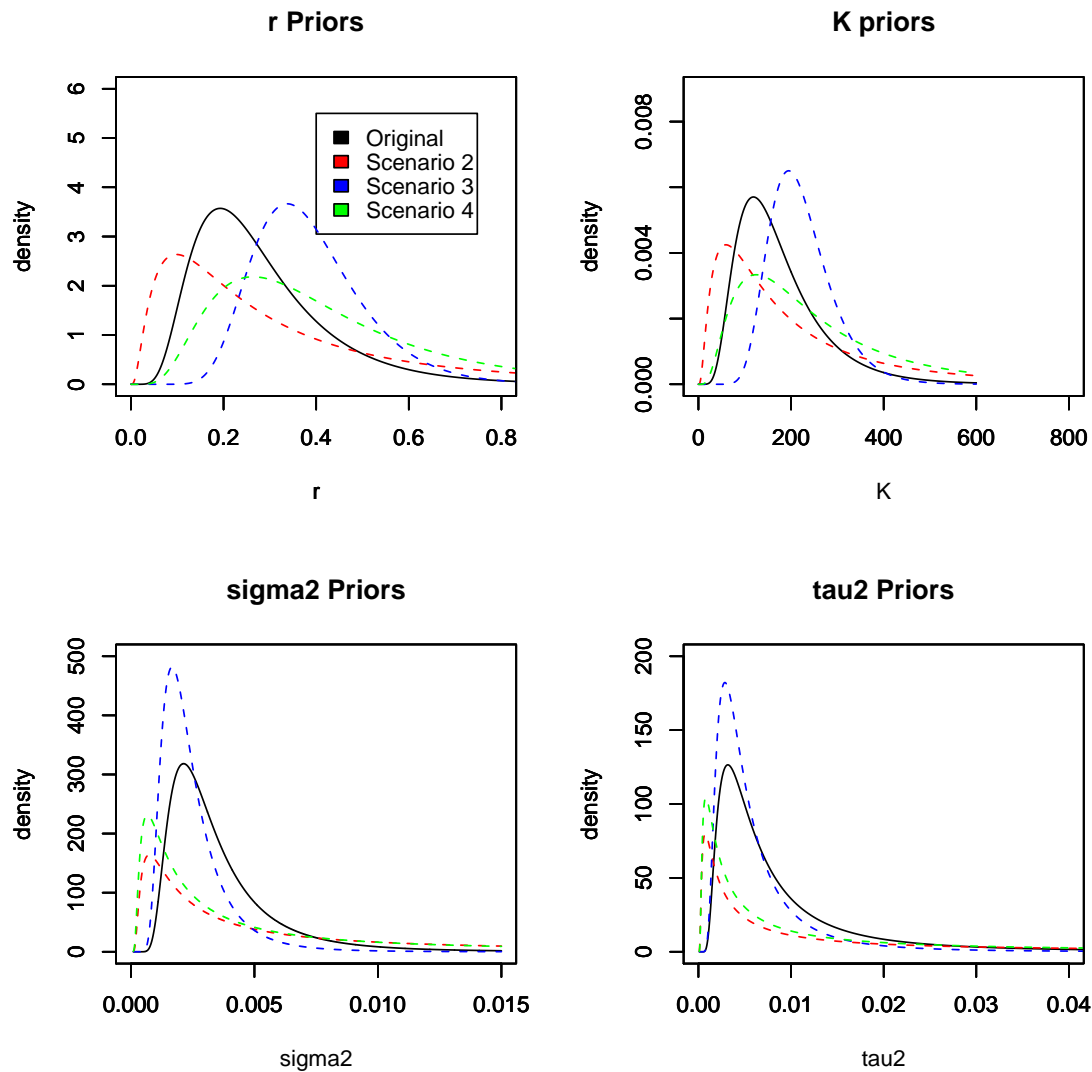 r Priors
density
0 1 2 3 4 5 6
0.0 0.2 0.4 0.6 0.8
r
Original
Scenario 2
Scenario 3
Scenario 4
K priors
density
0.000 0.004 0.008
0 200 400 600 800
K
sigma2 Priors
density
0 100 200 300 400 500
0.000 0.005 0.010 0.015
sigma2
tau2 Priors
density
0 50 100 150 200
0.00 0.01 0.02 0.03 0.04
tau2